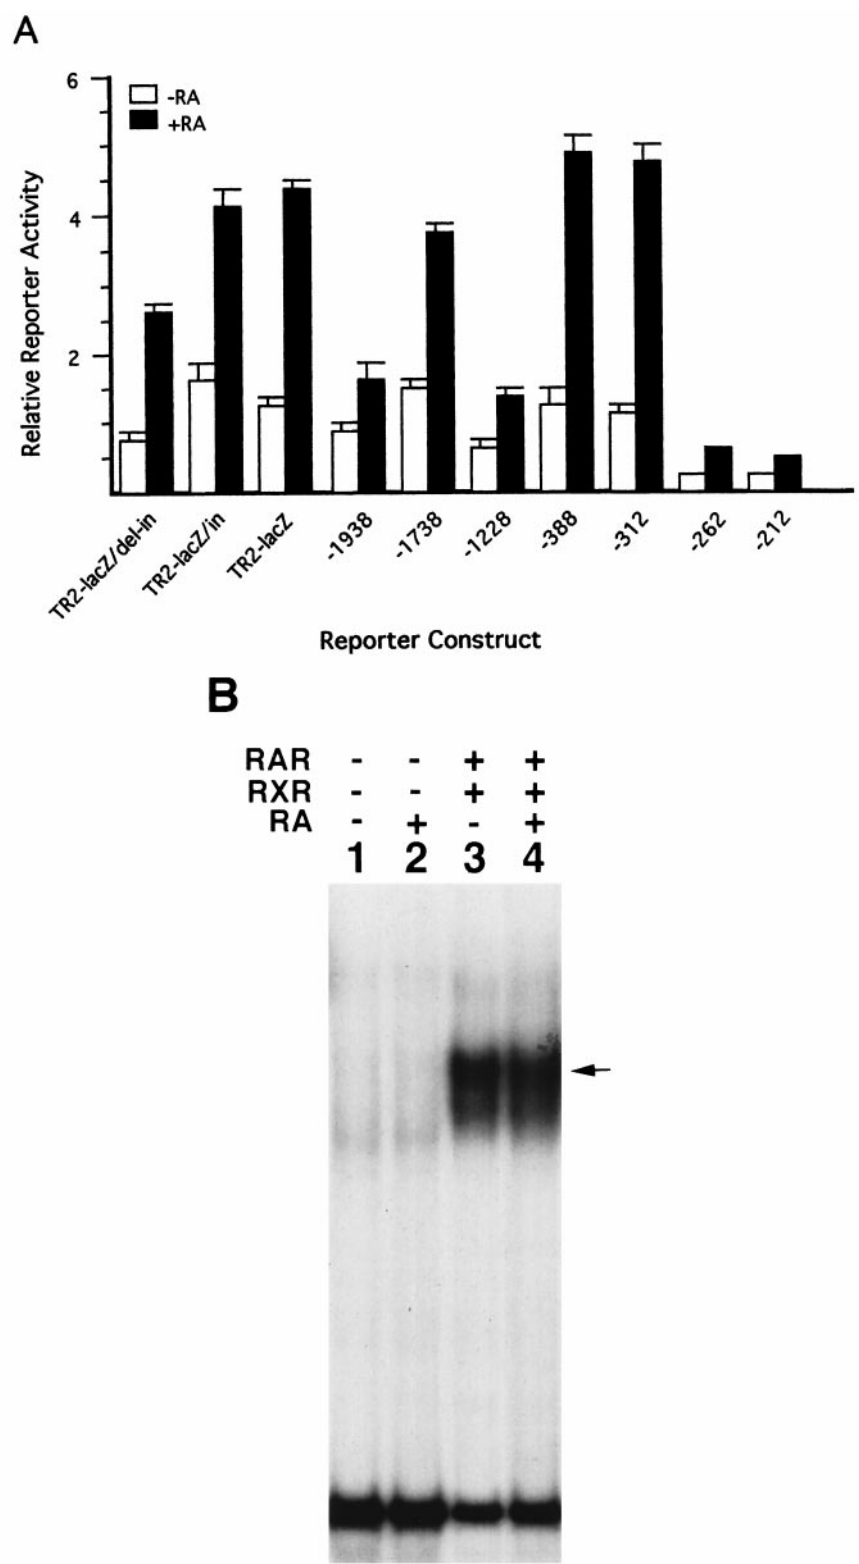 A
6
4
2
-RA
+RA
Relative Reporter Activity
TR2-lacZ/del-in
TR2-lacZ/in
TR2-lacZ
-1938
-1738
-1228
-388
-312
-262
-212
Reporter Construct
B
RAR - - + +
RXR - - + +
RA - + - +
1 2 3 4